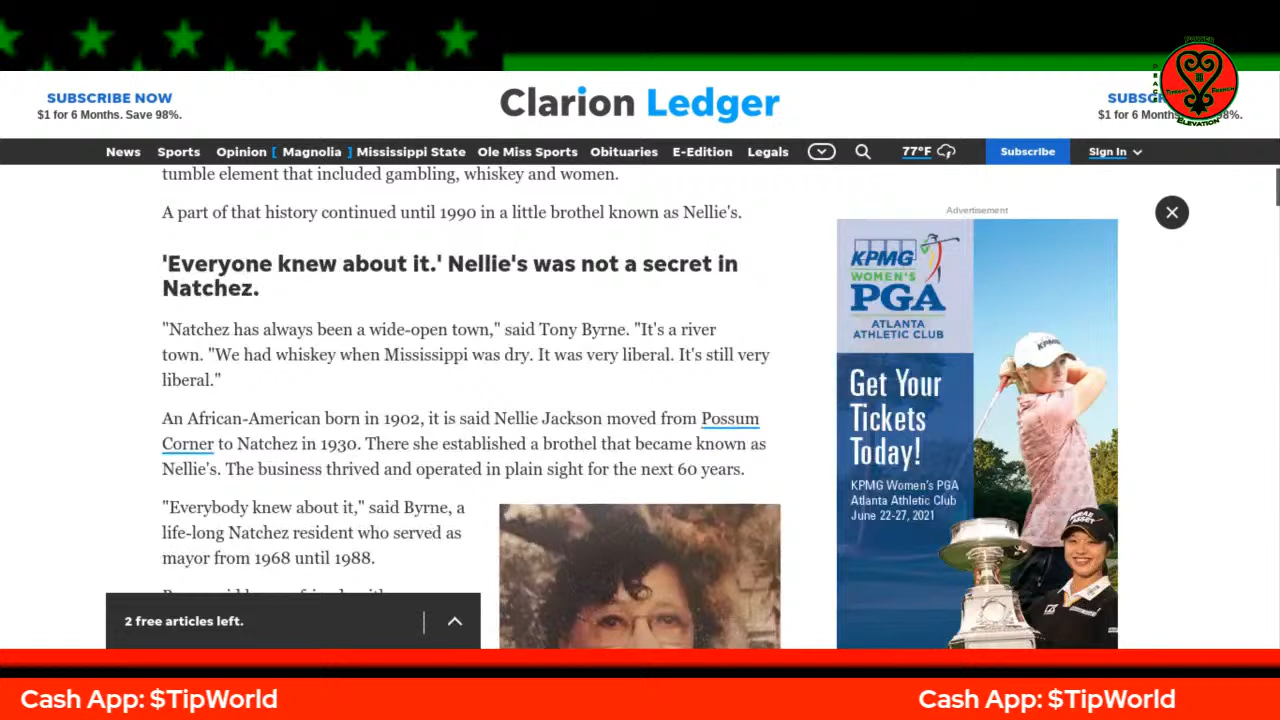 SUBSCRIBE NOW
$1 for 6 Months. Save 98%.
Clarion Ledger
POWER
PEACE
ELEVATION
News Sports Opinion [ Magnolia ] Mississippi State Ole Miss Sports Obituaries E-Edition Legals 77°F Subscribe Sign In
tumble element that included gambling, whiskey and women.
A part of that history continued until 1990 in a little brothel known as Nellie's.
'Everyone knew about it.' Nellie's was not a secret in
Natchez.
"Natchez has always been a wide-open town," said Tony Byrne. "It's a river
town. "We had whiskey when Mississippi was dry. It was very liberal. It's still very
liberal."
An African-American born in 1902, it is said Nellie Jackson moved from Possum
Corner to Natchez in 1930. There she established a brothel that became known as
Nellie's. The business thrived and operated in plain sight for the next 60 years.
"Everybody knew about it," said Byrne, a
life-long Natchez resident who served as
mayor from 1968 until 1988.
2 free articles left.
Advertisement
KPMG
WOMEN'S
PGA
ATLANTA
ATHLETIC CLUB
KPMG
Get Your
Tickets
Today!
KPMG Women's PGA
Atlanta Athletic Club
June 22-27, 2021
Cash App: $TipWorld
Cash App: $TipWorld